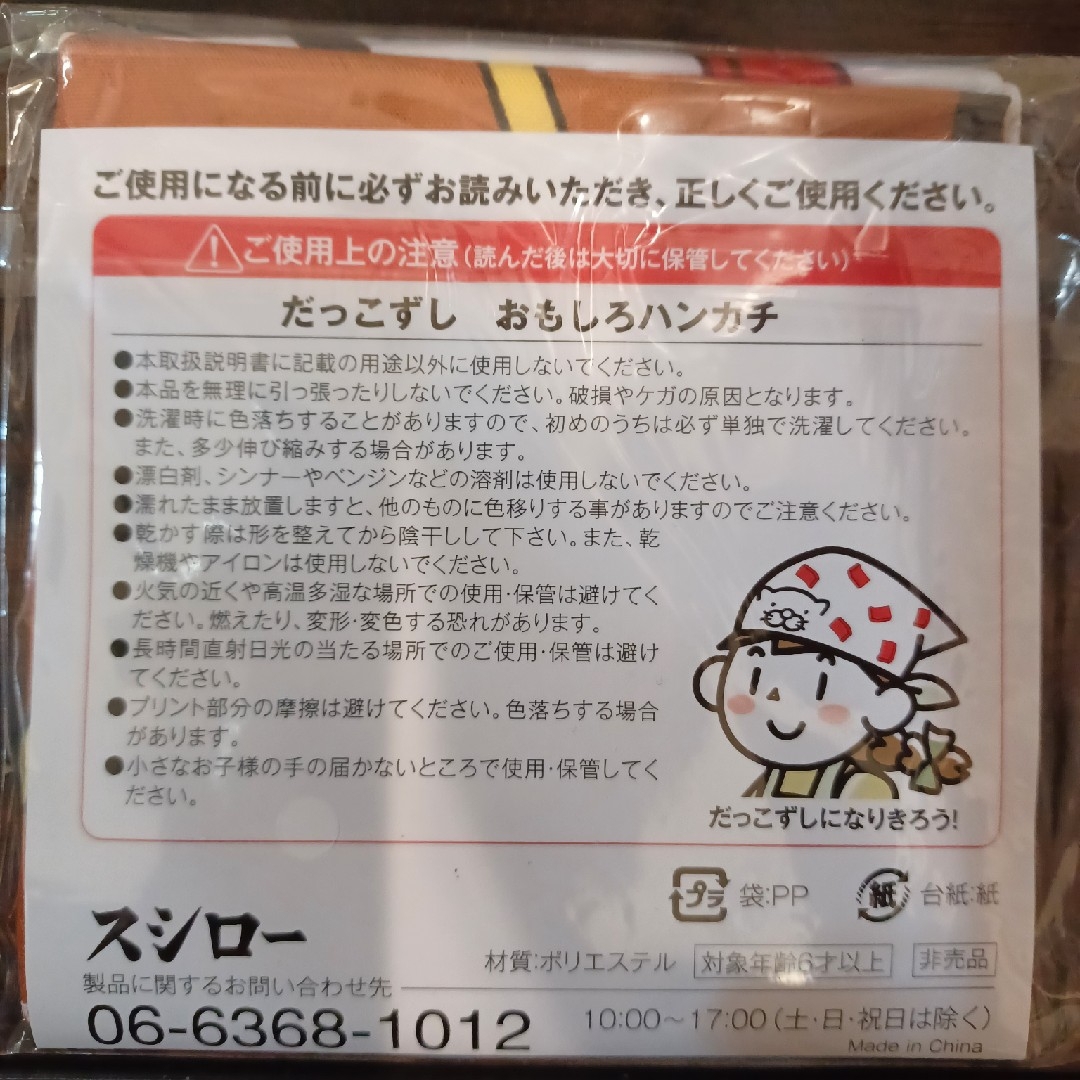 ご使用になる前に必ずお読みいただき、正しくご使用ください。
ご使用上の注意(読んだ後は大切に保管してください)
だっこずし おもしろハンカチ
●本取扱説明書に記載の用途以外に使用しないてください。
●本品を無理に引っ張ったりしないでください。破損やケガの原因となります。
●洗濯時に色落ちすることがありますので、初めのうちは必ず単独で洗濯してください。
また、多少伸び縮みする場合があります。
●漂白剤、シンナーやベンジンなどの溶剤は使用しないでください。
●濡れたまま放置しますと、他のものに色移りする事がありますのでご注意ください。
●乾かす際は形を整えてから陰干しして下さい。また、乾
燥機やアイロンは使用しないでください。
●火気の近くや高温多湿な場所での使用・保管は避けてく
ださい。燃えたり、変形・変色する恐れがあります。
●長時間直射日光の当たる場所でのご使用・保管は避け
てください。
●プリント部分の摩擦は避けてください。色落ちする場合
があります。
●小さなお子様の手の届かないところで使用・保管してく
ださい。
だっこずしになりきろう!
プラ 袋:PP 紙 台紙:紙
スシロー
材質:ポリエステル 対象年齢6才以上 非売品
製品に関するお問い合わせ先
06-6368-1012 10:00～17:00(土・日・祝日は除く)
Made in China